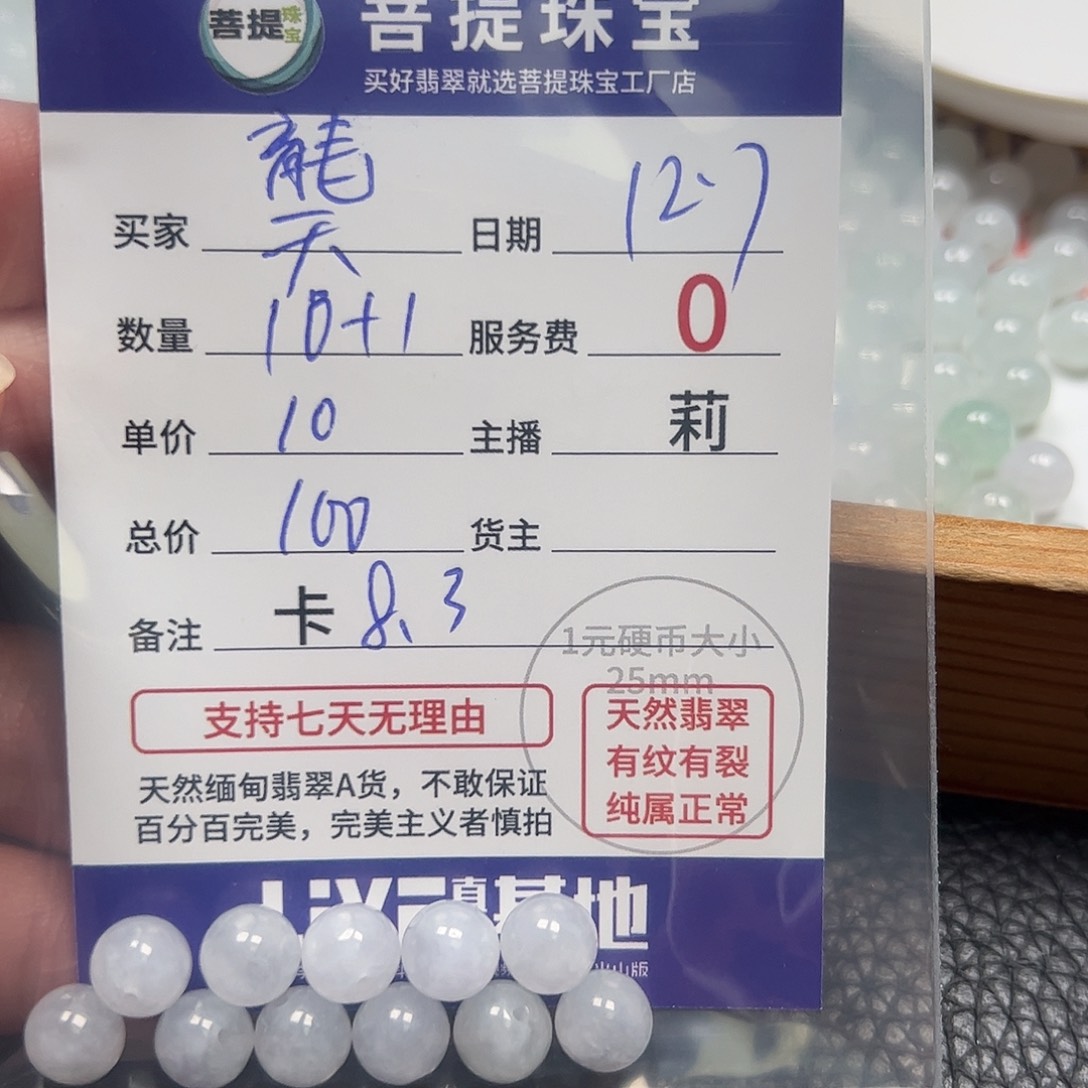 菩提珠宝
菩提珠宝
买好翡翠就选菩提珠宝工厂店
买家 龍天 日期 12.7
数量 10+1 服务费 0
单价 10 主播 莉
总价 100 货主
备注 卡 8.3
1元硬币大小
25mm
支持七天无理由
天然翡翠
有纹有裂
纯属正常
天然缅甸翡翠A货，不敢保证
百分百完美，完美主义者慎拍
基地